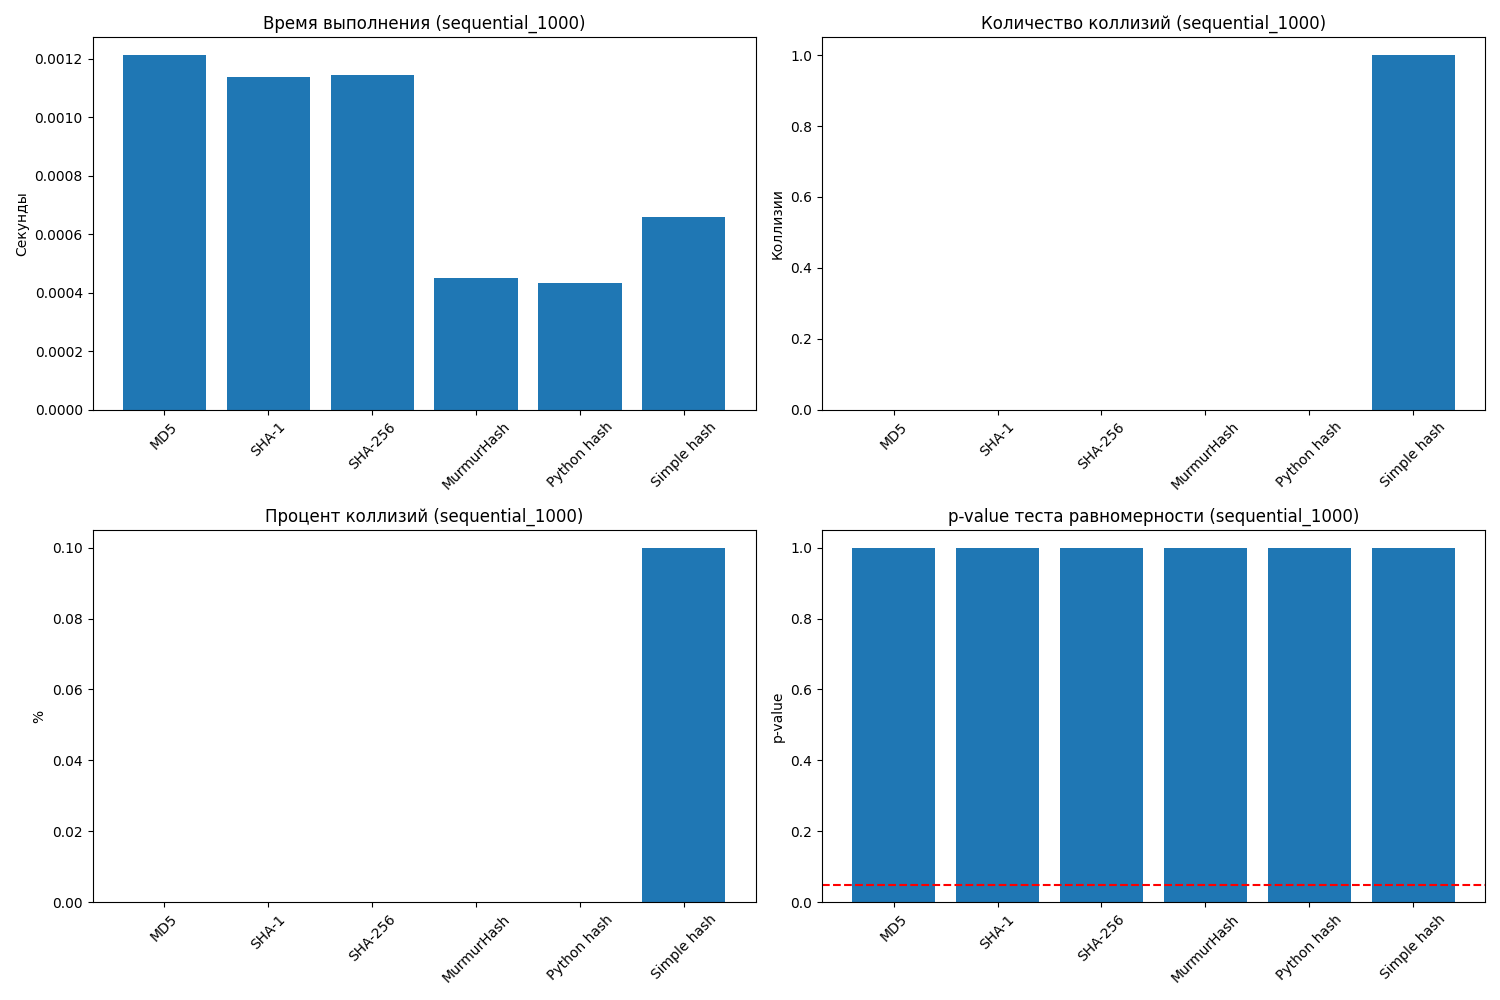 Время выполнения (sequential_1000)
Секунды
0.0012
0.0010
0.0008
0.0006
0.0004
0.0002
0.0000
MD5
SHA-1
SHA-256
MurmurHash
Python hash
Simple hash
Количество коллизий (sequential_1000)
Коллизии
1.0
0.8
0.6
0.4
0.2
0.0
MD5
SHA-1
SHA-256
MurmurHash
Python hash
Simple hash
Процент коллизий (sequential_1000)
%
0.10
0.08
0.06
0.04
0.02
0.00
MD5
SHA-1
SHA-256
MurmurHash
Python hash
Simple hash
p-value теста равномерности (sequential_1000)
p-value
1.0
0.8
0.6
0.4
0.2
0.0
MD5
SHA-1
SHA-256
MurmurHash
Python hash
Simple hash